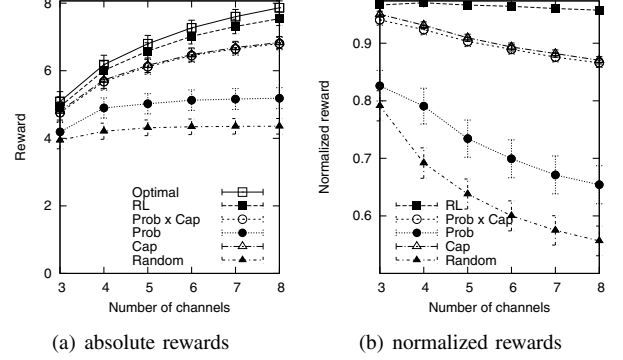 8
6
4
2
0
Reward
Optimal
RL
Prob x Cap
Prob
Cap
Random
3 4 5 6 7 8
Number of channels
(a) absolute rewards
0.9
0.8
0.7
0.6
Normalized reward
RL
Prob x Cap
Prob
Cap
Random
3 4 5 6 7 8
Number of channels
(b) normalized rewards